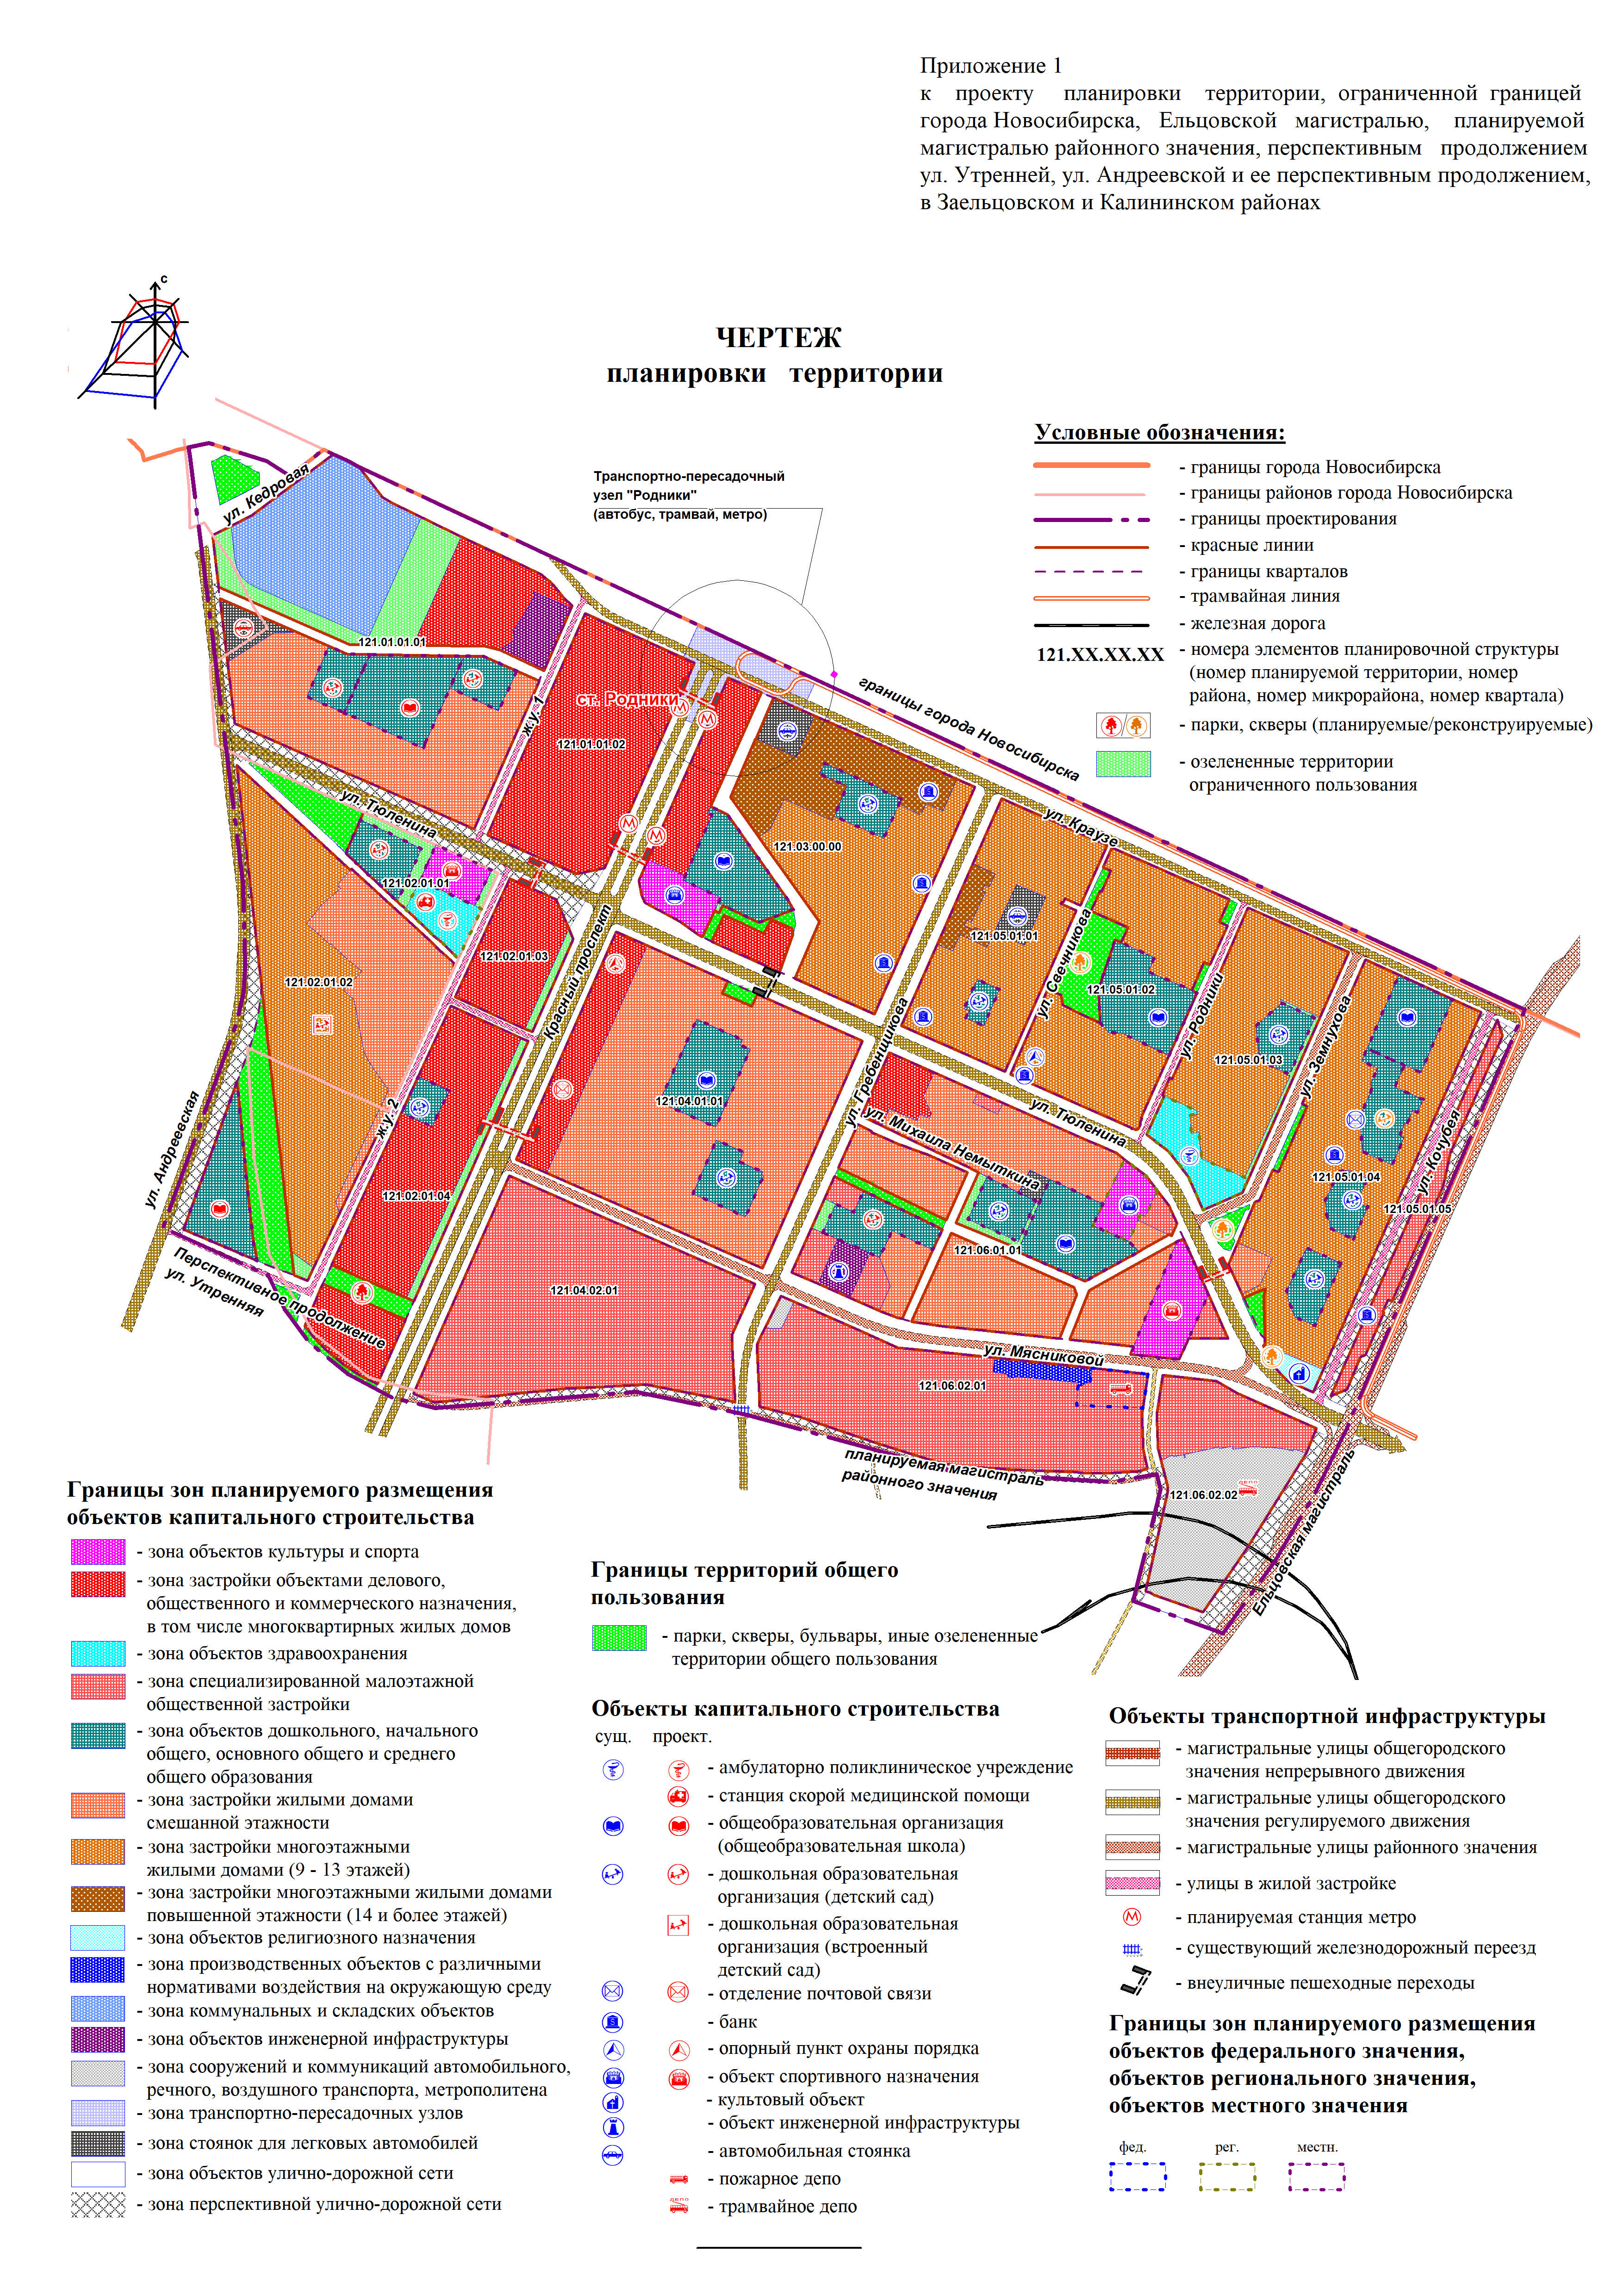 Приложение 1
к проекту планировки территории, ограниченной границей
города Новосибирска, Ельцовской магистралью, планируемой
магистралью районного значения, перспективным продолжением
ул. Утренней, ул. Андреевской и ее перспективным продолжением,
в Заельцовском и Калининском районах
с
ЧЕРТЕЖ
планировки территории
Условные обозначения:
- границы города Новосибирска
- границы районов города Новосибирска
- границы проектирования
- красные линии
- границы кварталов
- трамвайная линия
- железная дорога
121.XX.XX.XX - номера элементов планировочной структуры
(номер планируемой территории, номер
района, номер микрорайона, номер квартала)
- парки, скверы (планируемые/реконструируемые)
- озелененные территории
ограниченного пользования
Транспортно-пересадочный
узел "Родники"
(автобус, трамвай, метро)
ул. Кедровая
121.01.01.01
ж.у. 1
ст. Родники
121.01.01.02
границы города Новосибирска
ул. Тюленина
ул. Краузе
121.03.00.00
121.02.01.01
121.02.01.03
121.02.01.02
Красный проспект
121.05.01.01
ул. Свечникова
121.05.01.02
ул. Родники
121.05.01.03
ул. Земнухова
ул. Гребенщикова
121.04.01.01
ул. Михаила Немыткина
ул. Тюленина
ж.у. 2
ул. Андреевская
121.02.01.04
121.05.01.04
ул. Кочубея
121.05.01.05
121.06.01.01
Перспективное продолжение
ул. Утренняя
121.04.02.01
ул. Мясниковой
121.06.02.01
планируемая магистраль
районного значения
121.06.02.02
ДЕПО
Ельцовская магистраль
Границы зон планируемого размещения
объектов капитального строительства
- зона объектов культуры и спорта
- зона застройки объектами делового,
общественного и коммерческого назначения,
в том числе многоквартирных жилых домов
- зона объектов здравоохранения
- зона специализированной малоэтажной
общественной застройки
- зона объектов дошкольного, начального
общего, основного общего и среднего
общего образования
- зона застройки жилыми домами
смешанной этажности
- зона застройки многоэтажными
жилыми домами (9 - 13 этажей)
- зона застройки многоэтажными жилыми домами
повышенной этажности (14 и более этажей)
- зона объектов религиозного назначения
- зона производственных объектов с различными
нормативами воздействия на окружающую среду
- зона коммунальных и складских объектов
- зона объектов инженерной инфраструктуры
- зона сооружений и коммуникаций автомобильного,
речного, воздушного транспорта, метрополитена
- зона транспортно-пересадочных узлов
- зона стоянок для легковых автомобилей
- зона объектов улично-дорожной сети
- зона перспективной улично-дорожной сети
Границы территорий общего
пользования
- парки, скверы, бульвары, иные озелененные
территории общего пользования
Объекты капитального строительства
сущ. проект.
- амбулаторно поликлиническое учреждение
- станция скорой медицинской помощи
- общеобразовательная организация
(общеобразовательная школа)
- дошкольная образовательная
организация (детский сад)
- дошкольная образовательная
организация (встроенный
детский сад)
- отделение почтовой связи
- банк
- опорный пункт охраны порядка
- объект спортивного назначения
- культовый объект
- объект инженерной инфраструктуры
- автомобильная стоянка
- пожарное депо
ДЕПО
- трамвайное депо
Объекты транспортной инфраструктуры
- магистральные улицы общегородского
значения непрерывного движения
- магистральные улицы общегородского
значения регулируемого движения
- магистральные улицы районного значения
- улицы в жилой застройке
- планируемая станция метро
- существующий железнодорожный переезд
- внеуличные пешеходные переходы
Границы зон планируемого размещения
объектов федерального значения,
объектов регионального значения,
объектов местного значения
фед. рег. местн.